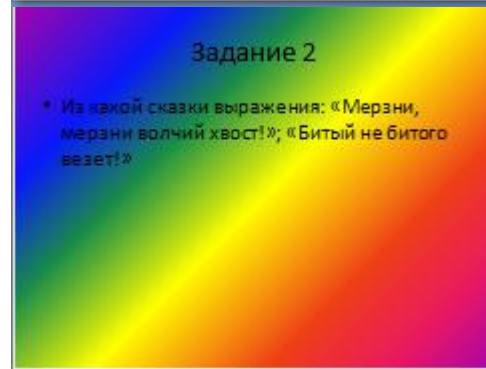 Задание 2
• Из какой сказки выражения: «Мерзни,
мерзни волчий хвост!»; «Битый не битого
везет!»